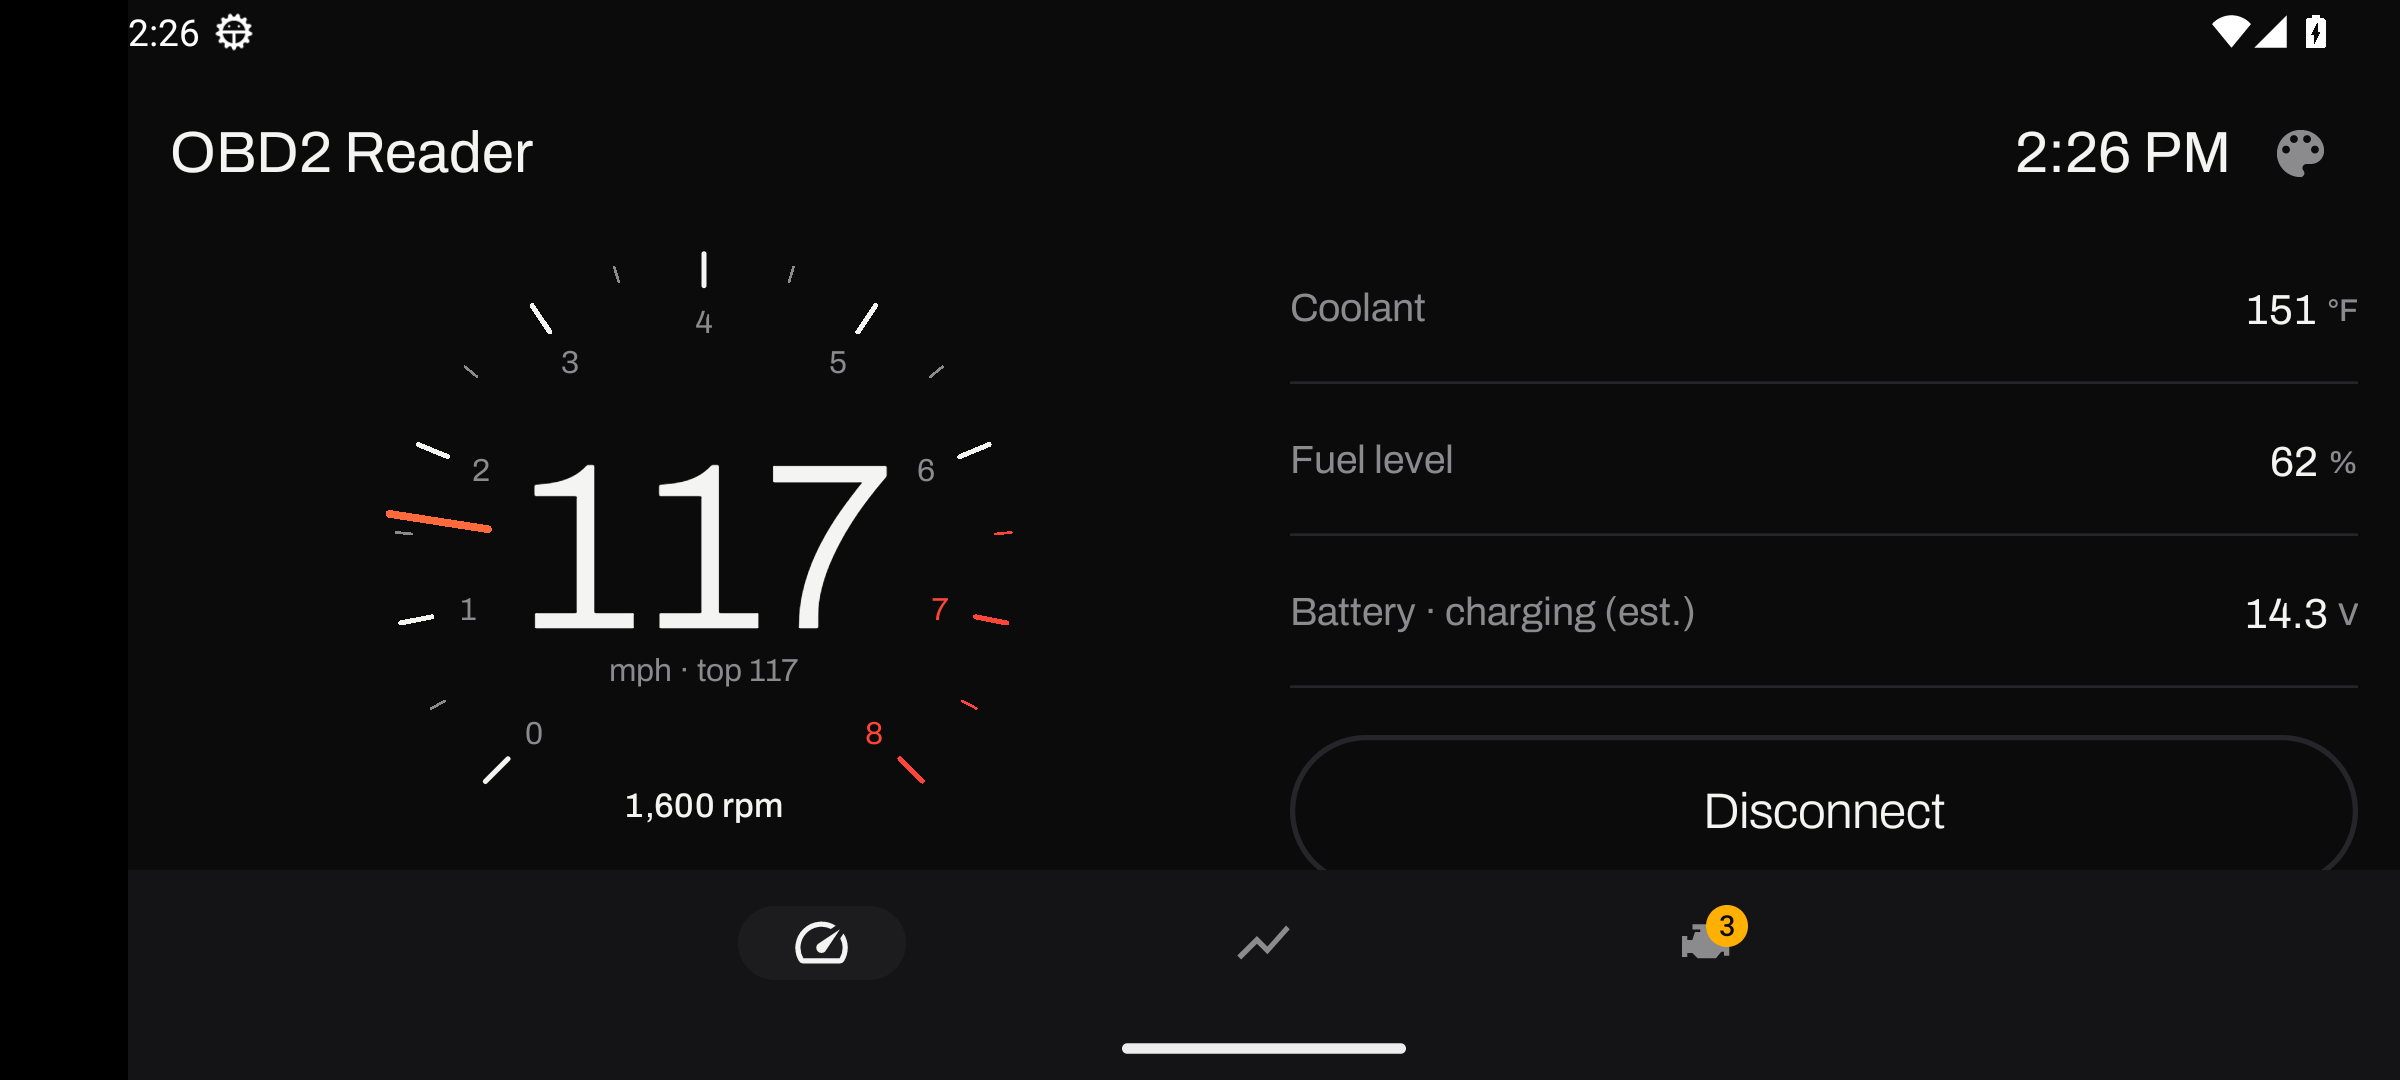 2:26
OBD2 Reader
2:26 PM
4
3
5
2
6
117
1
7
mph · top 117
0
8
1,600 rpm
Coolant
151 °F
Fuel level
62 %
Battery · charging (est.)
14.3 V
Disconnect
3